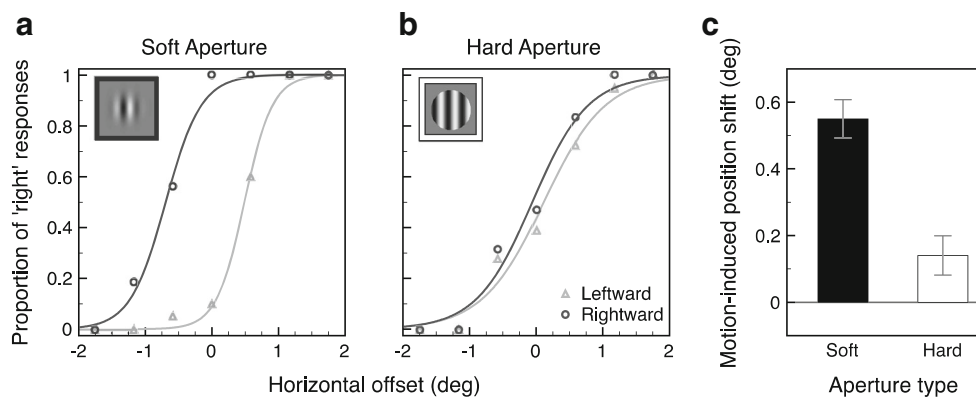 a
Soft Aperture
Proportion of 'right' responses
1
0.8
0.6
0.4
0.2
0
-2
-1
0
1
2
b
Hard Aperture
Leftward
Rightward
-2
-1
0
1
2
Horizontal offset (deg)
c
Motion-induced position shift (deg)
0.6
0.4
0.2
0
Soft
Hard
Aperture type